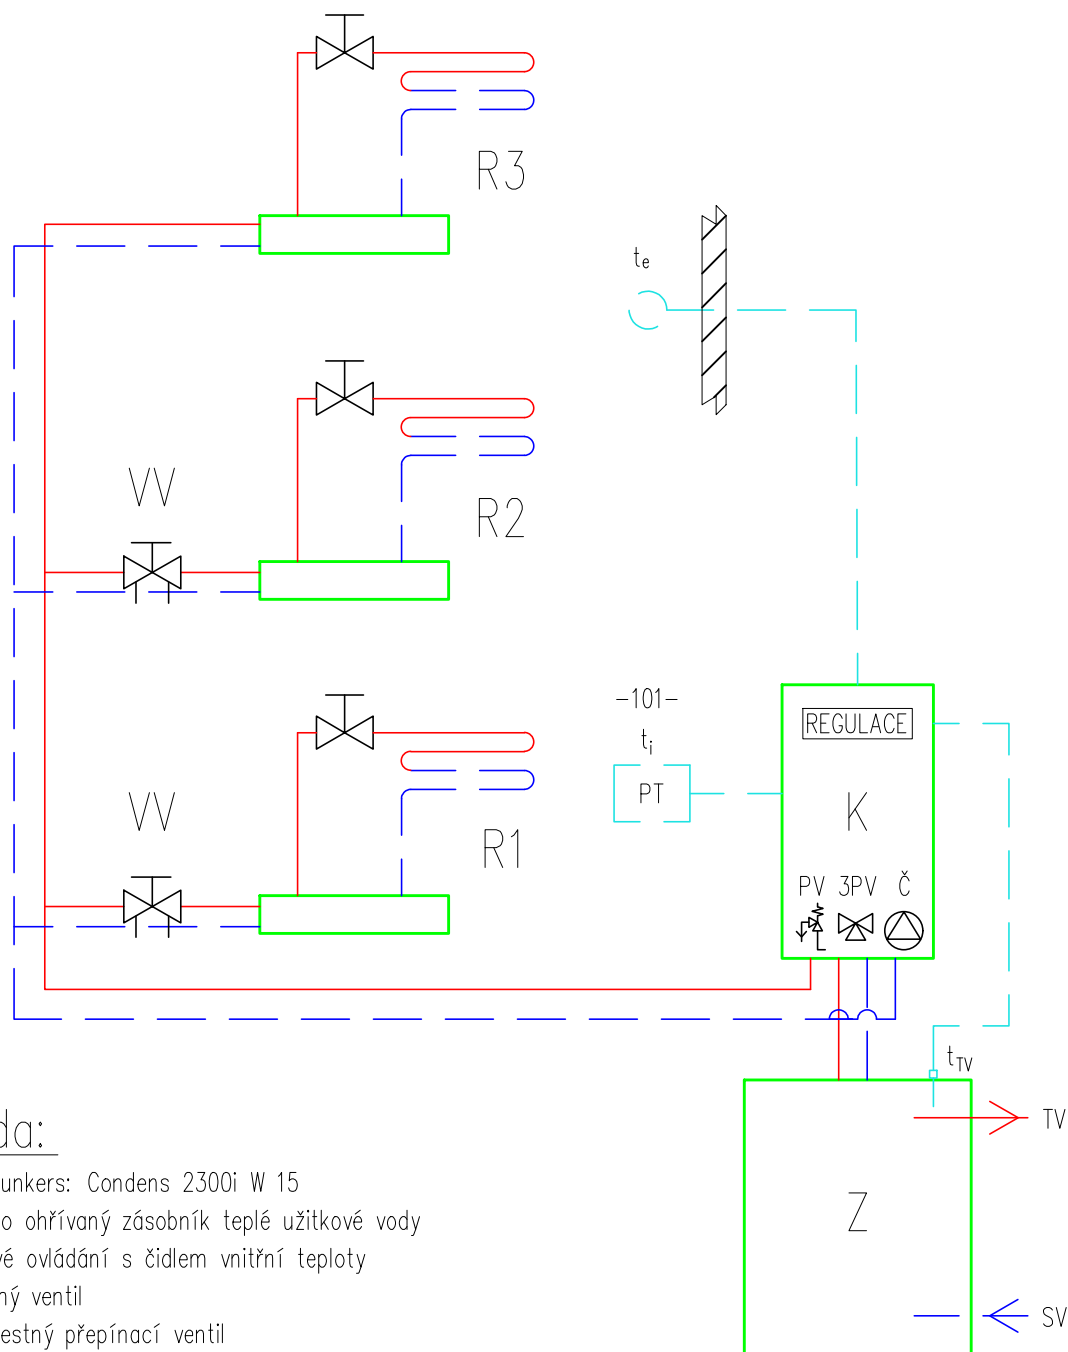 R3
te
VV
R2
-101-
ti
PT
REGULACE
K
VV
R1
PV 3PV Č
tTV
TV
Z
SV
da:
unkers: Condens 2300i W 15
o ohřívaný zásobník teplé užitkové vody
vé ovládání s čidlem vnitřní teploty
ný ventil
estný přepínací ventil